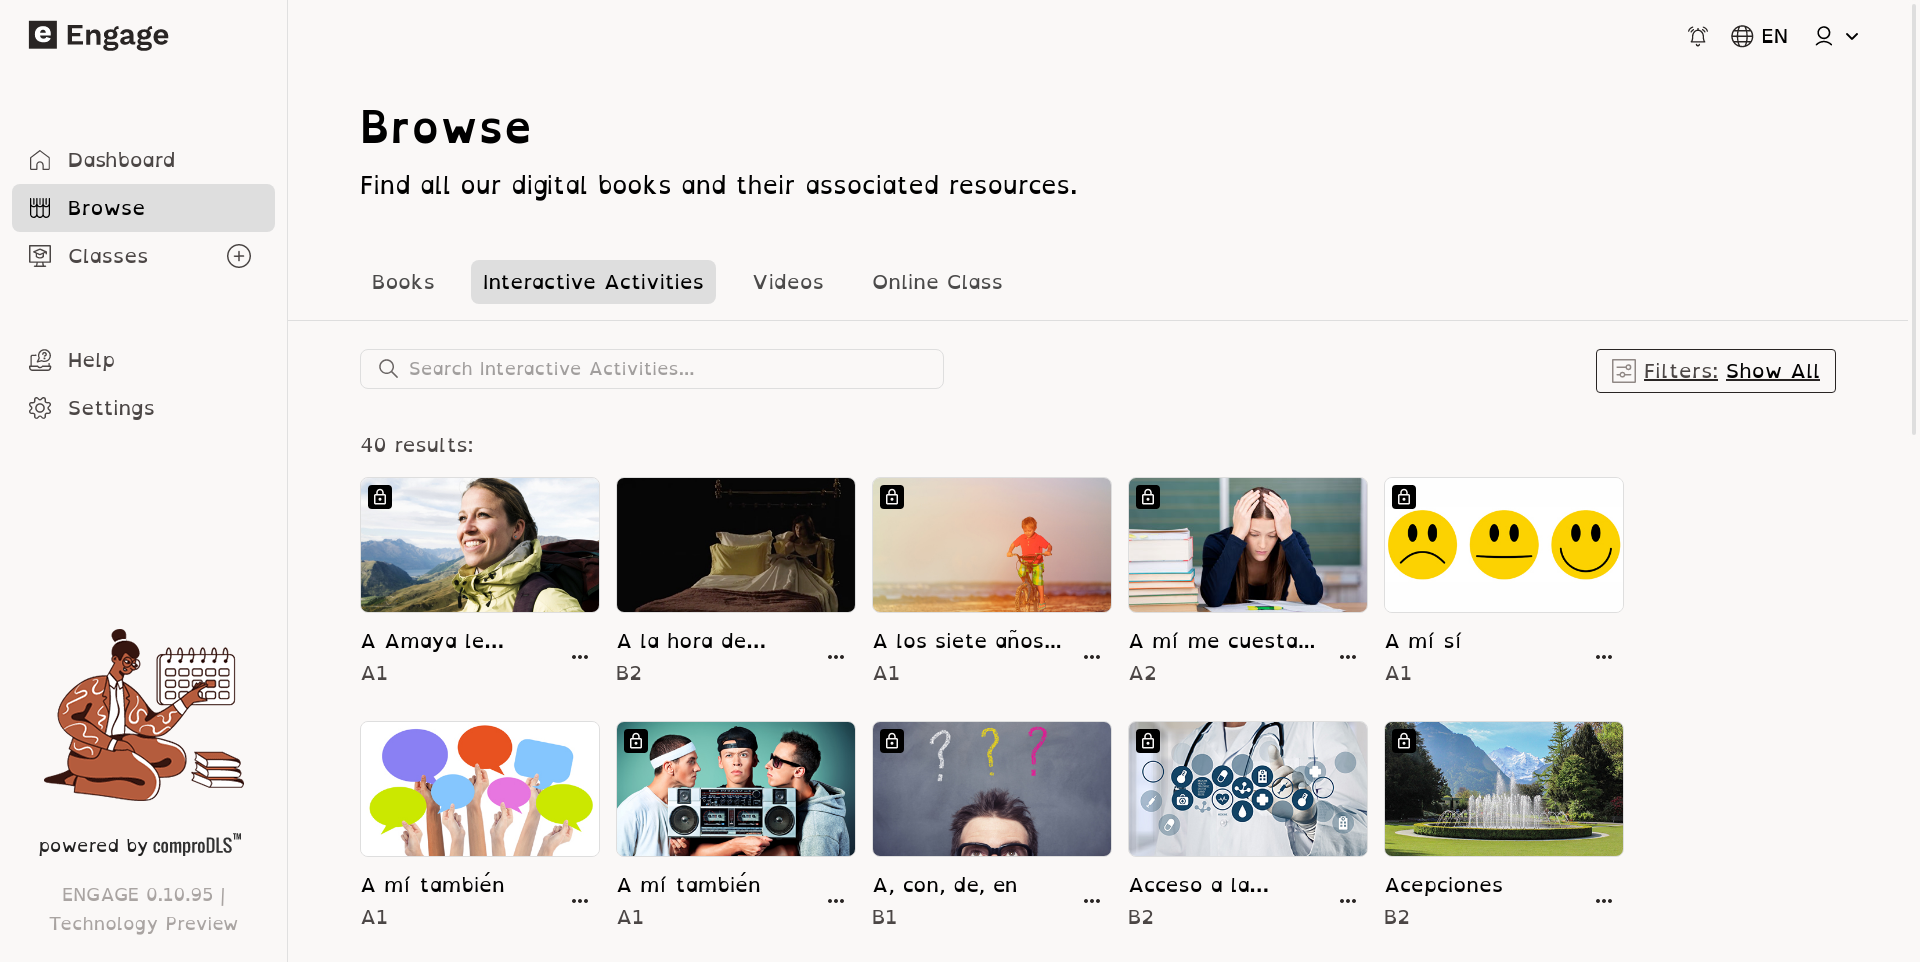 Engage
EN
Browse
Find all our digital books and their associated resources.
Dashboard
Browse
Classes
Help
Settings
Books
Interactive Activities
Videos
Online Class
Search Interactive Activities...
Filters: Show All
40 results:
A Amaya le...
A1
A la hora de...
B2
A los siete años...
A1
A mí me cuesta...
A2
A mí sí
A1
A mí también
A1
A mí también
A1
A, con, de, en
B1
Acceso a la...
B2
Acepciones
B2
powered by comproDLS™
ENGAGE 0.10.95 |
Technology Preview